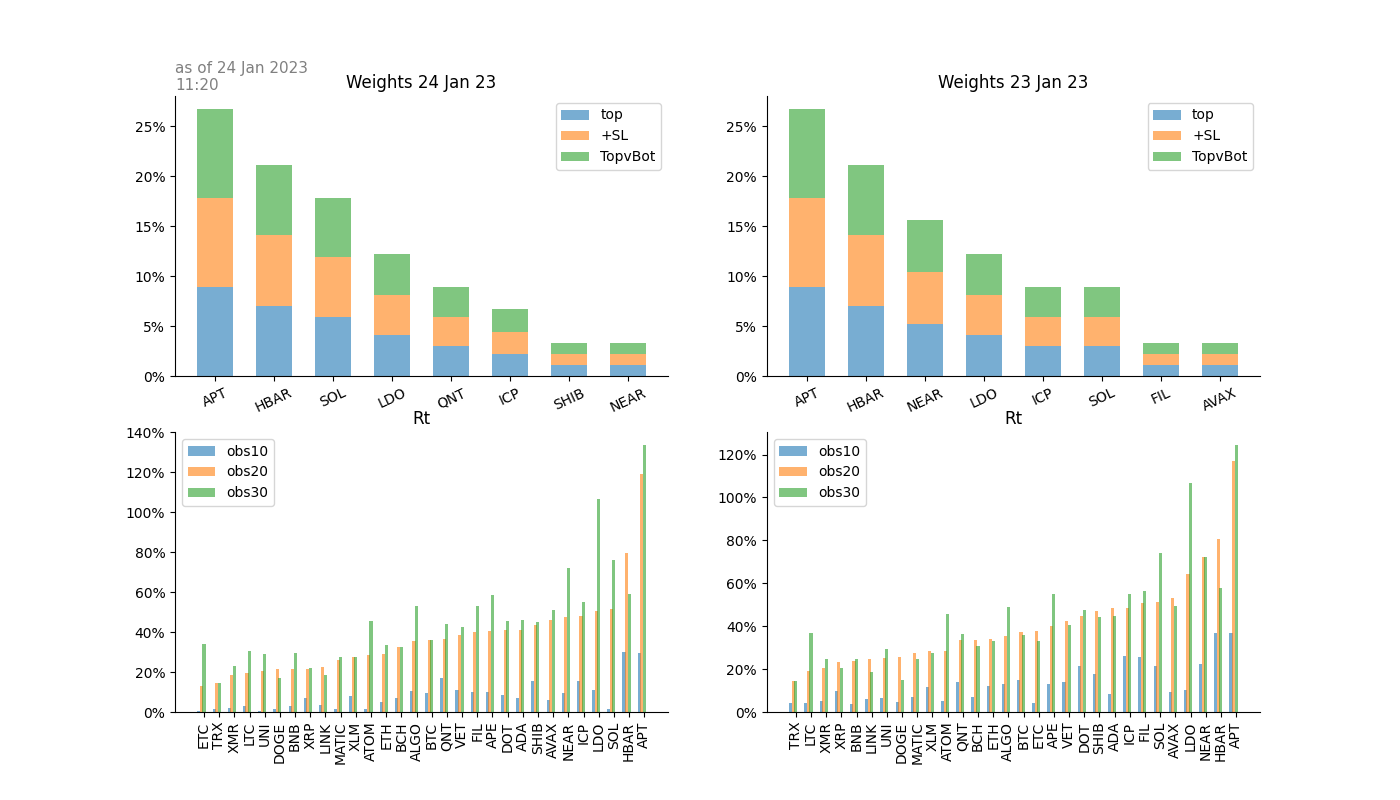 as of 24 Jan 2023
11:20
Weights 24 Jan 23
25%
20%
15%
10%
5%
0%
top
+SL
TopvBot
APT HBAR SOL LDO QNT ICP SHIB NEAR
Weights 23 Jan 23
25%
20%
15%
10%
5%
0%
top
+SL
TopvBot
APT HBAR NEAR LDO ICP SOL FIL AVAX
Rt
140%
120%
100%
80%
60%
40%
20%
0%
obs10
obs20
obs30
ETC TRX XMR LTC UNI DOGE BNB XRP LINK MATIC XLM ATOM ETH BCH ALGO BTC QNT VET FIL APE DOT ADA SHIB AVAX NEAR ICP LDO SOL HBAR APT
Rt
120%
100%
80%
60%
40%
20%
0%
obs10
obs20
obs30
TRX LTC XMR XRP BNB LINK UNI DOGE MATIC XLM ATOM QNT BCH ETH ALGO BTC ETC APE VET DOT SHIB ADA ICP FIL SOL AVAX LDO NEAR HBAR APT